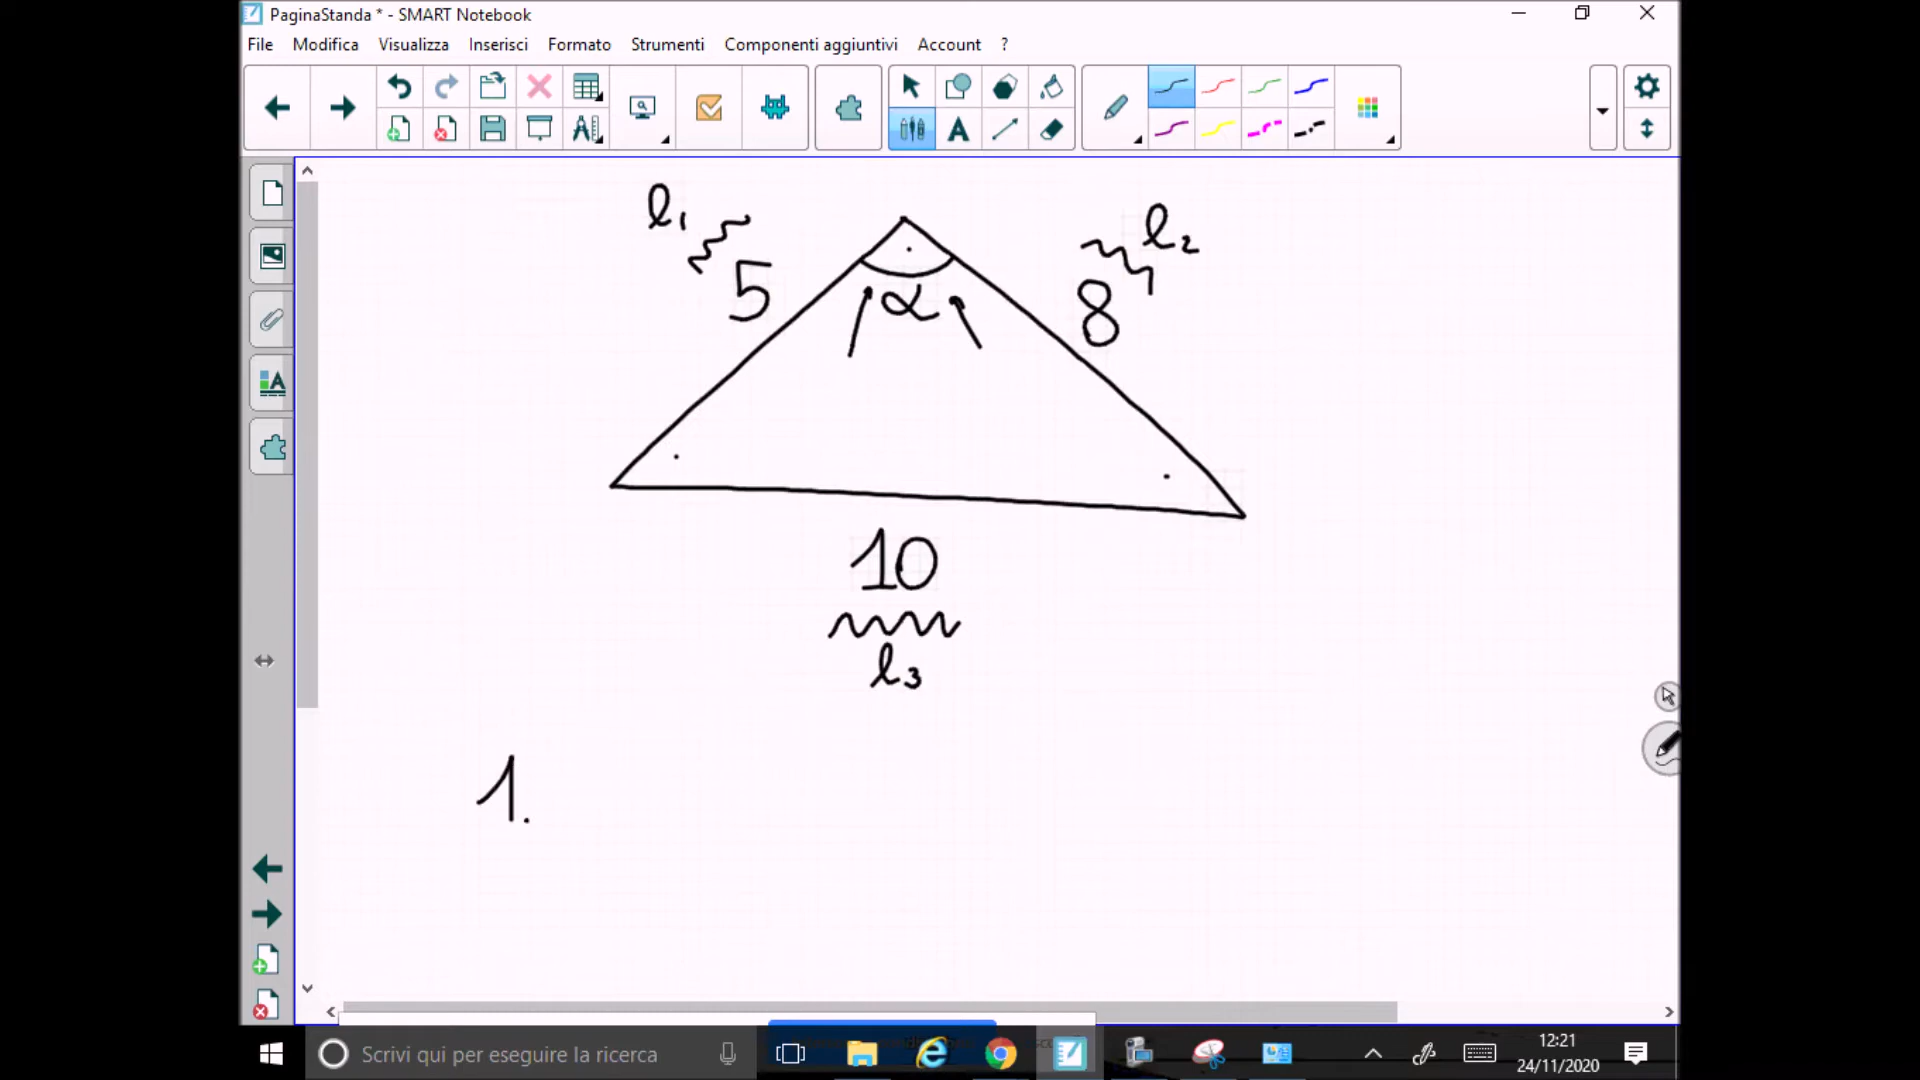 PaginaStanda * - SMART Notebook
File Modifica Visualizza Inserisci Formato Strumenti Componenti aggiuntivi Account ?
l1
l2
5
α
8
10
l3
1.
Scrivi qui per eseguire la ricerca
12:21
24/11/2020